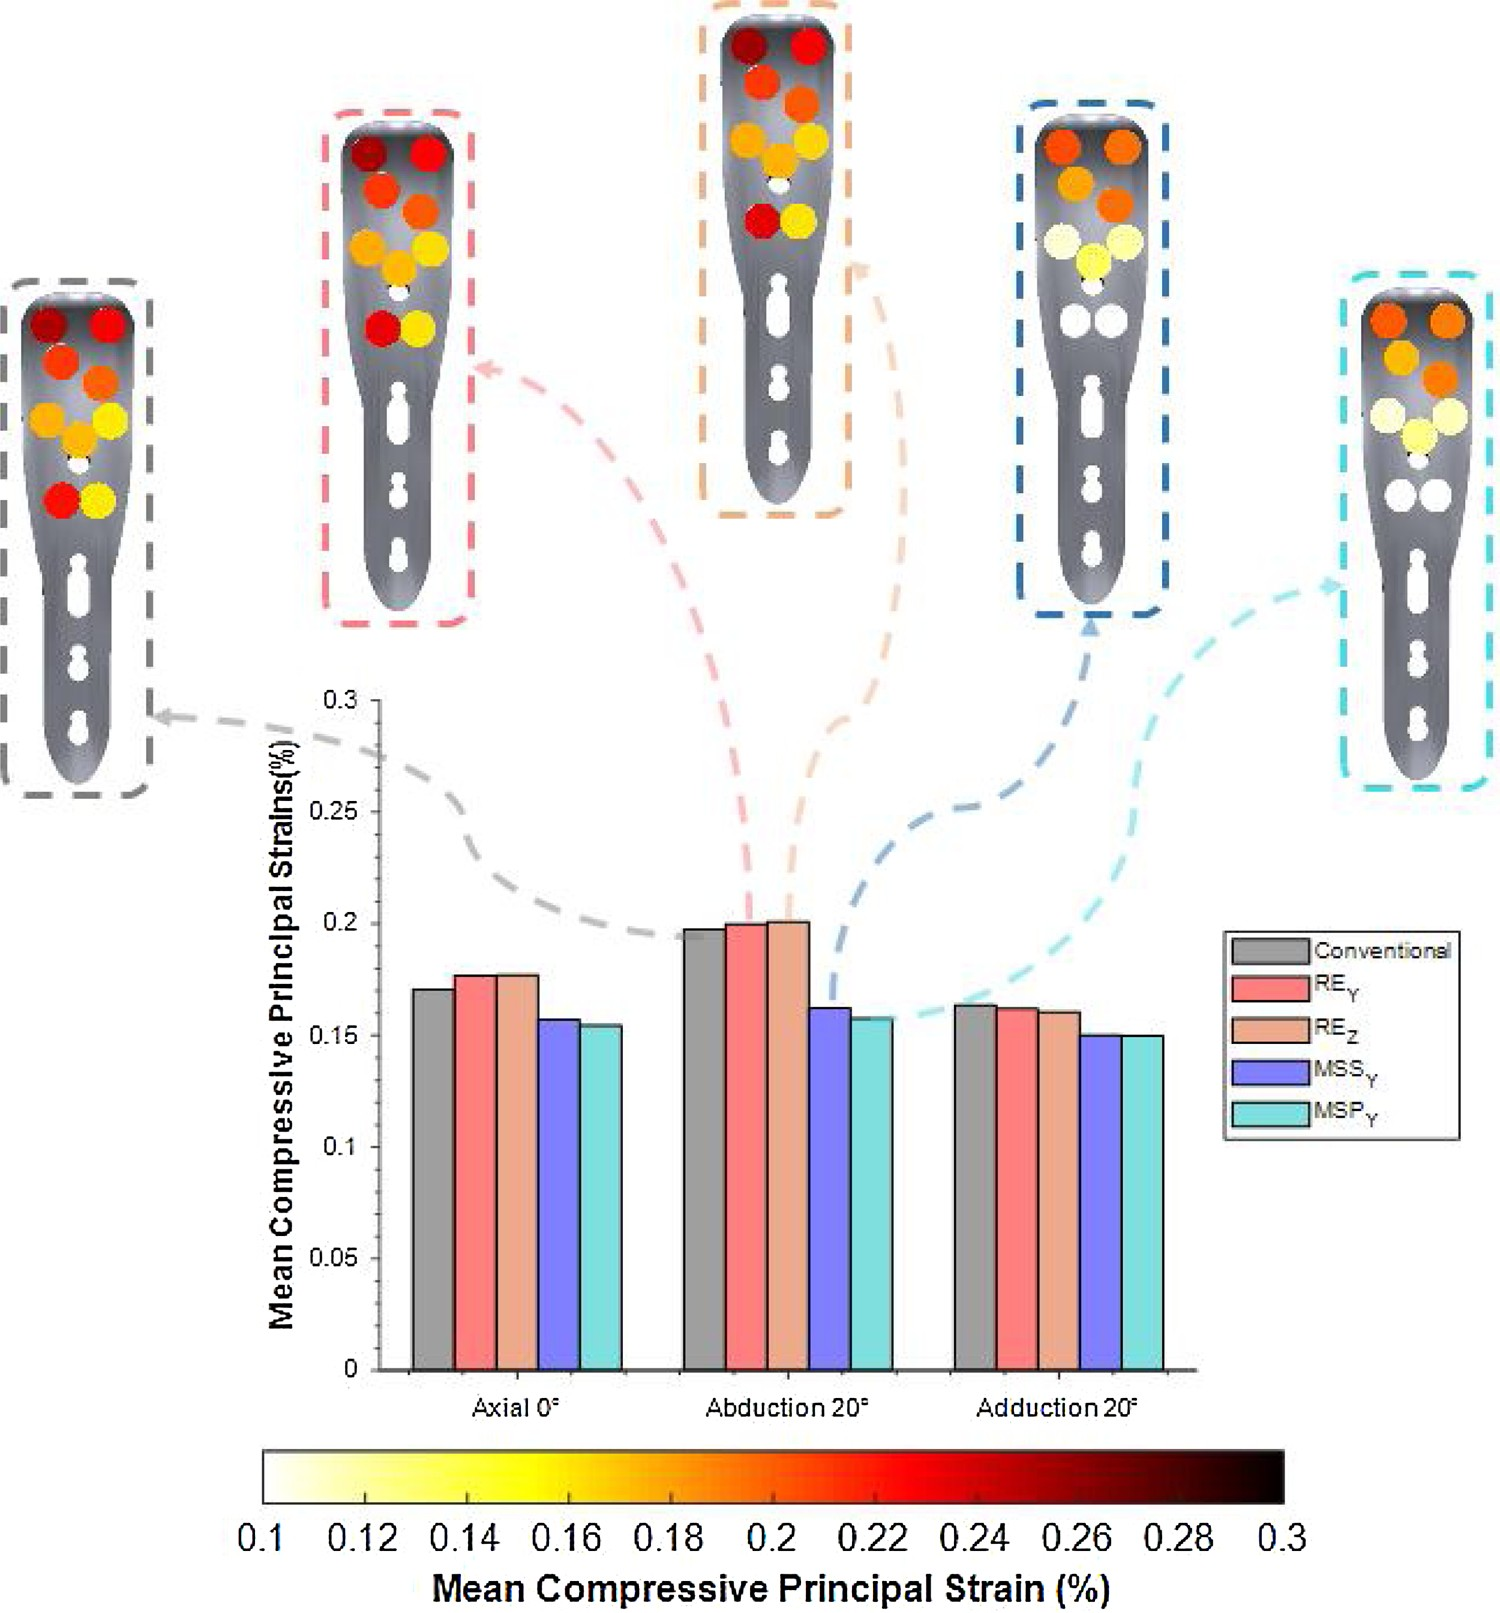 0.3
0.25
0.2
0.15
0.1
0.05
0
Mean Compressive Principal Strains(%)
Axial 0°
Abduction 20°
Adduction 20°
Conventional
RE_Y
RE_Z
MSS_Y
MSP_Y
0.1 0.12 0.14 0.16 0.18 0.2 0.22 0.24 0.26 0.28 0.3
Mean Compressive Principal Strain (%)